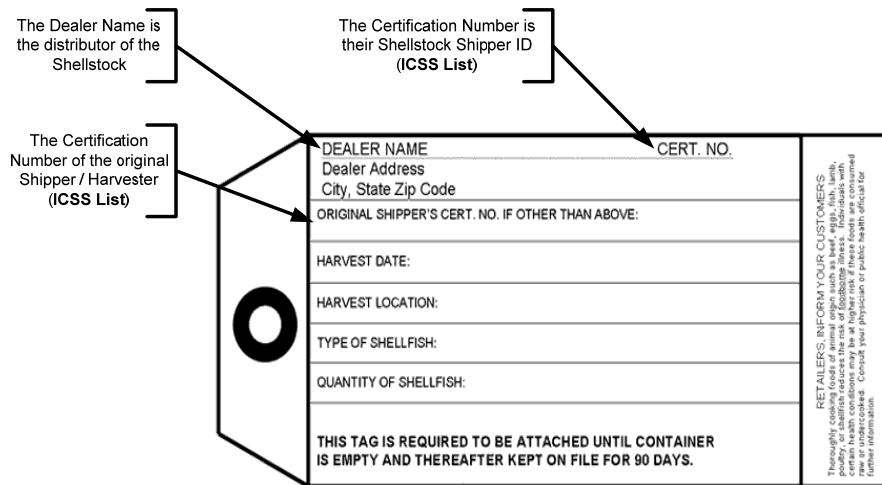 The Dealer Name is
the distributor of the
Shellstock
The Certification Number is
their Shellstock Shipper ID
(ICSS List)
The Certification
Number of the original
Shipper / Harvester
(ICSS List)
DEALER NAME CERT. NO.
Dealer Address
City, State Zip Code
ORIGINAL SHIPPER'S CERT. NO. IF OTHER THAN ABOVE:
HARVEST DATE:
HARVEST LOCATION:
TYPE OF SHELLFISH:
QUANTITY OF SHELLFISH:
THIS TAG IS REQUIRED TO BE ATTACHED UNTIL CONTAINER
IS EMPTY AND THEREAFTER KEPT ON FILE FOR 90 DAYS.
RETAILERS, INFORM YOUR CUSTOMERS
Thoroughly cooking foods of animal origin such as beef, eggs, fish, lamb,
poultry, or shellfish reduces the risk of foodborne illness. Individuals with
certain health conditions may be at higher risk if these foods are consumed
raw or undercooked. Consult your physician or public health official for
further information.